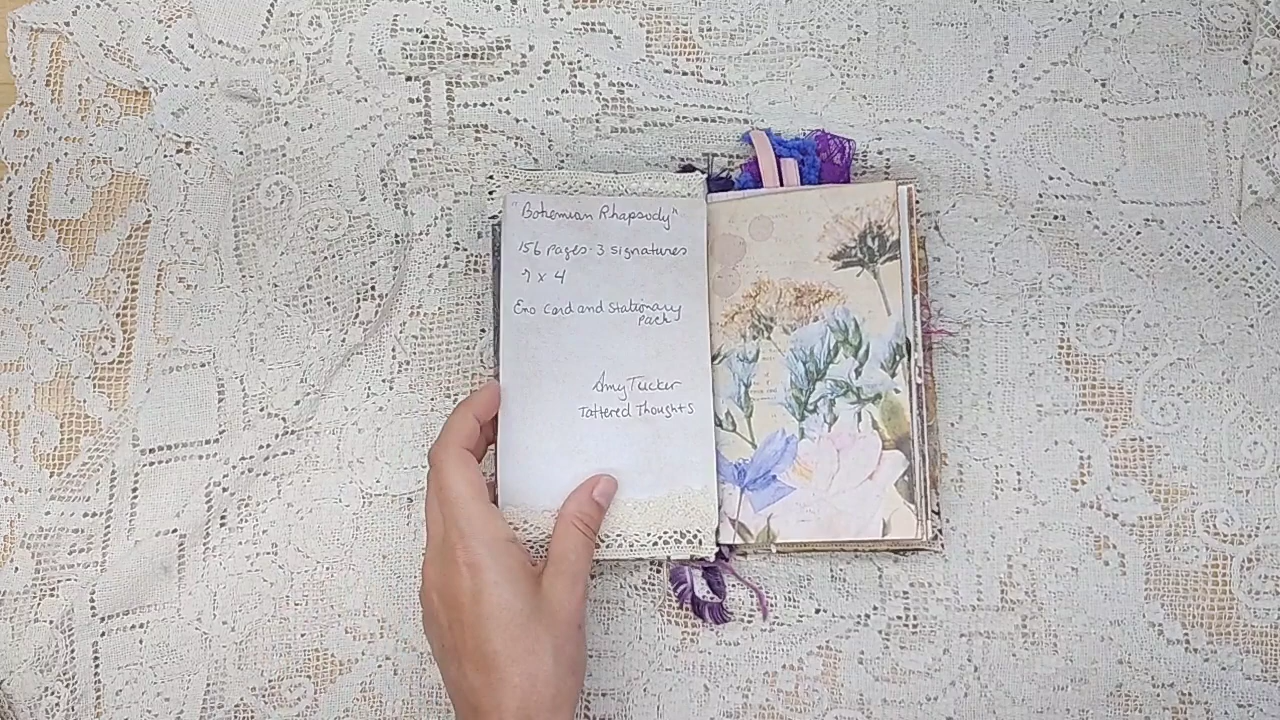 "Bohemian Rhapsody"
156 pages - 3 signatures
7 x 4
Eno Card and Stationary
Pack
Amy Tucker
Tattered Thoughts